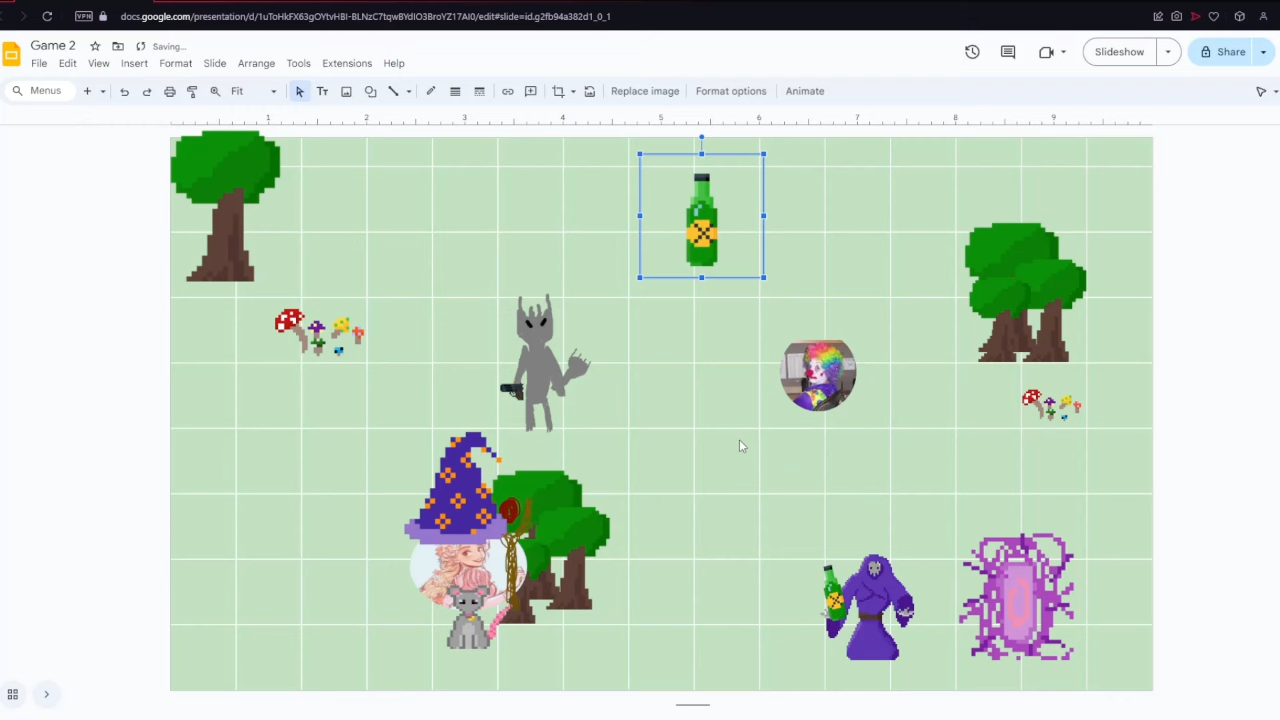 VPN docs.google.com/presentation/d/1uToHkFX63gOYtvHBI-BLNzC7tqwBYdIO3BroYZ17AI0/edit#slide=id.g2fb94a382d1_0_1
Game 2 Saving…
File Edit View Insert Format Slide Arrange Tools Extensions Help
Slideshow Share
Menus Fit Replace image Format options Animate
1 2 3 4 5 6 7 8 9